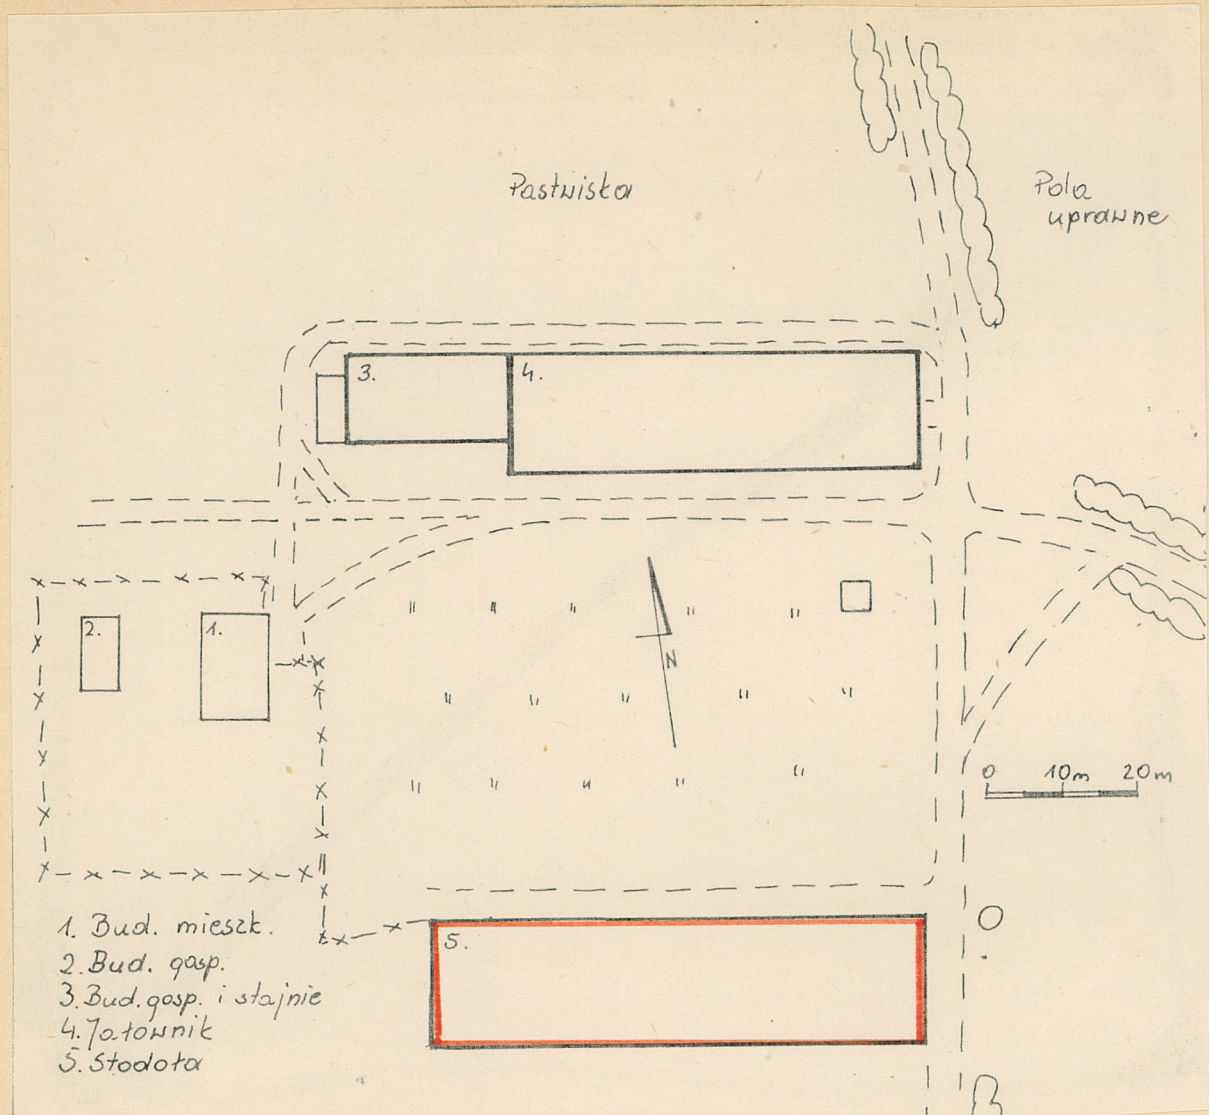 Pastwiska
Pola
uprawne
3.
4.
2.
1.
N
0 10m 20m
5.
1. Bud. mieszk.
2. Bud. gosp.
3. Bud. gosp. i stajnie
4. Jałownik
5. Stodoła